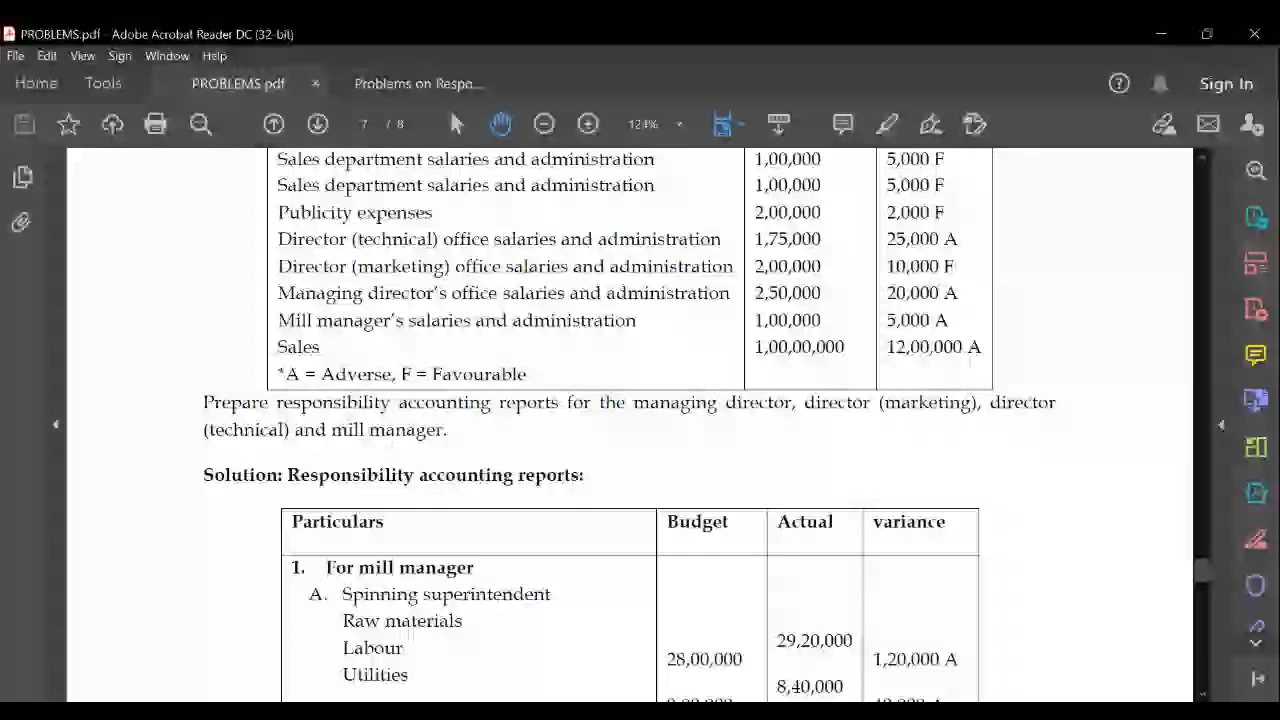 PROBLEMS.pdf - Adobe Acrobat Reader DC (32-bit)
File Edit View Sign Window Help
Home Tools PROBLEMS.pdf × Problems on Respo... Sign In
7 / 8
Sales department salaries and administration 1,00,000 5,000 F
Sales department salaries and administration 1,00,000 5,000 F
Publicity expenses 2,00,000 2,000 F
Director (technical) office salaries and administration 1,75,000 25,000 A
Director (marketing) office salaries and administration 2,00,000 10,000 F
Managing director's office salaries and administration 2,50,000 20,000 A
Mill manager's salaries and administration 1,00,000 5,000 A
Sales 1,00,00,000 12,00,000 A
*A = Adverse, F = Favourable
Prepare responsibility accounting reports for the managing director, director (marketing), director
(technical) and mill manager.
Solution: Responsibility accounting reports:
Particulars Budget Actual variance
1. For mill manager
A. Spinning superintendent
Raw materials
29,20,000
Labour
28,00,000 1,20,000 A
Utilities
8,40,000